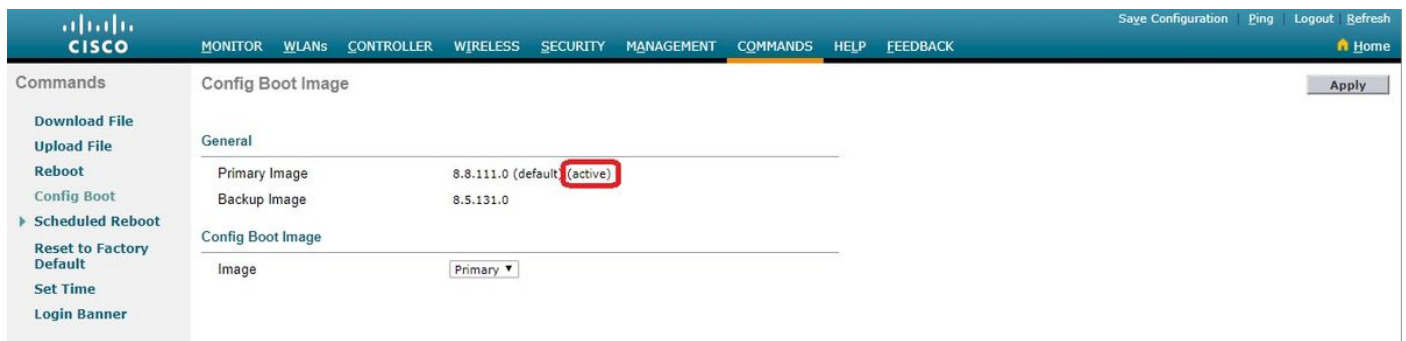 Save Configuration Ping Logout Refresh
CISCO MONITOR WLANs CONTROLLER WIRELESS SECURITY MANAGEMENT COMMANDS HELP FEEDBACK Home
Commands
Download File
Upload File
Reboot
Config Boot
Scheduled Reboot
Reset to Factory
Default
Set Time
Login Banner
Config Boot Image
Apply
General
Primary Image 8.8.111.0 (default) (active)
Backup Image 8.5.131.0
Config Boot Image
Image Primary